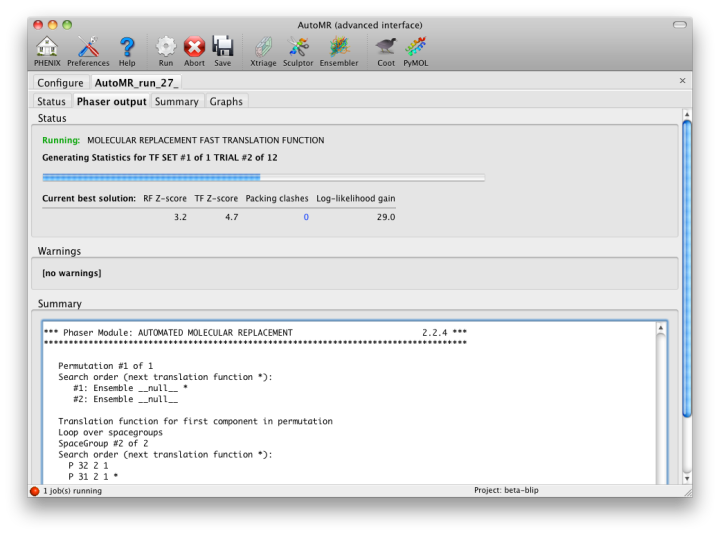 AutoMR (advanced interface)
PHENIX Preferences Help Run Abort Save Xtriage Sculptor Ensembler Coot PyMOL
Configure AutoMR_run_27_ ×
Status Phaser output Summary Graphs
Status
Running: MOLECULAR REPLACEMENT FAST TRANSLATION FUNCTION
Generating Statistics for TF SET #1 of 1 TRIAL #2 of 12
Current best solution: RF Z-score TF Z-score Packing clashes Log-likelihood gain
3.2 4.7 0 29.0
Warnings
[no warnings]
Summary
*** Phaser Module: AUTOMATED MOLECULAR REPLACEMENT 2.2.4 ***
*****************************************************************************************
Permutation #1 of 1
Search order (next translation function *):
#1: Ensemble __null__ *
#2: Ensemble __null__
Translation function for first component in permutation
Loop over spacegroups
SpaceGroup #2 of 2
Search order (next translation function *):
P 32 2 1
P 31 2 1 *
1 job(s) running Project: beta-blip